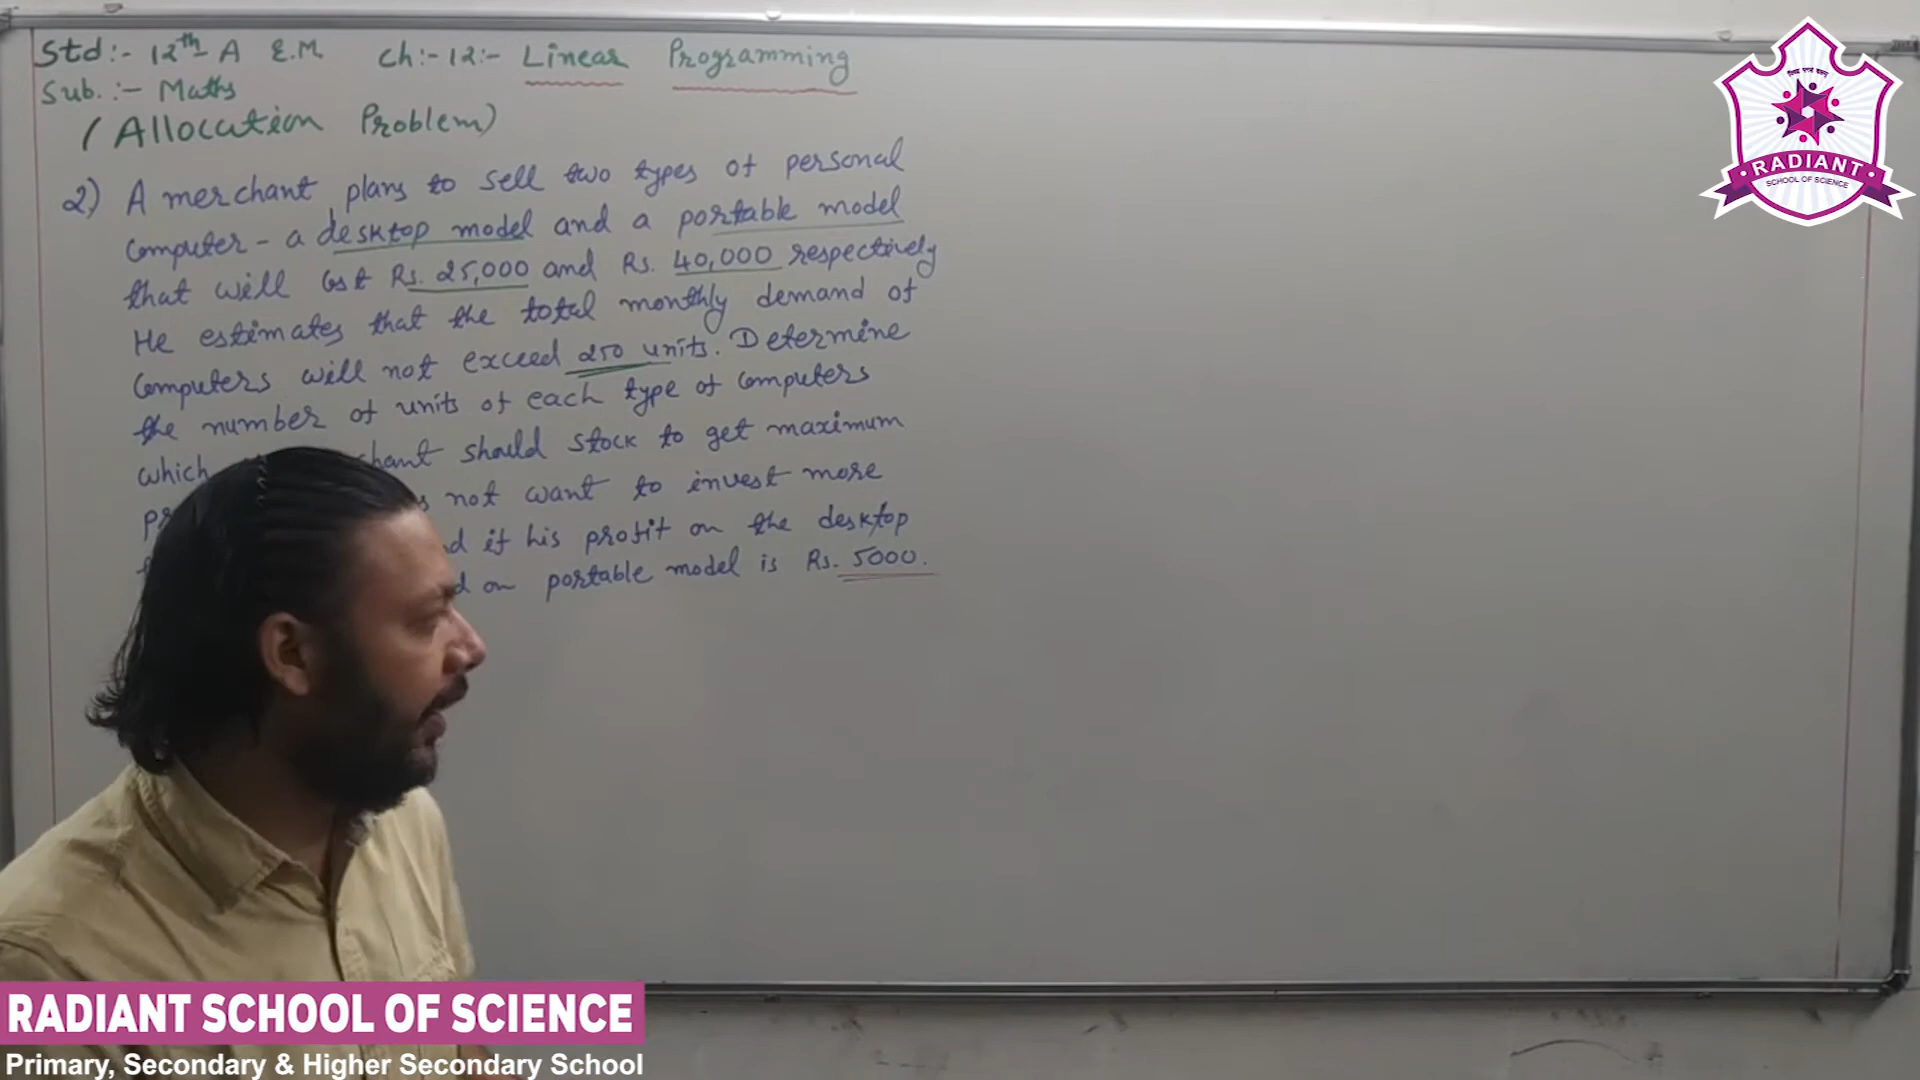 Std:- 12th A E.M. Ch:-12:- Linear Programming
Sub.:- Maths
(Allocation Problem)
2) A merchant plans to sell two types of personal
computer - a desktop model and a portable model
that will cost Rs. 25,000 and Rs. 40,000 respectively
He estimates that the total monthly demand of
computers will not exceed 250 units. Determine
the number of units of each type of computers
which should stock to get maximum
not want to invest more
if his profit on the desktop
on portable model is Rs. 5000.
RADIANT
SCHOOL OF SCIENCE
RADIANT SCHOOL OF SCIENCE
Primary, Secondary & Higher Secondary School